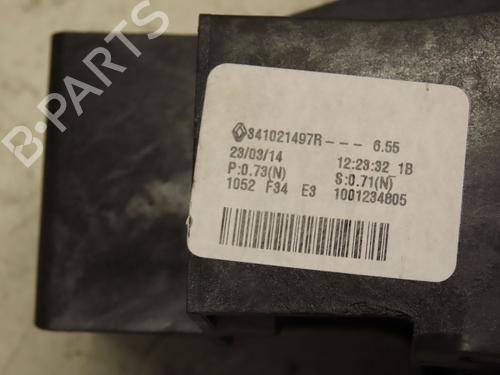 341021497R--- 6.55
23/03/14 12:23:32 1B
P:0.73(N) S:0.71(N)
1052 F34 E3 1001234805
B-PARTS